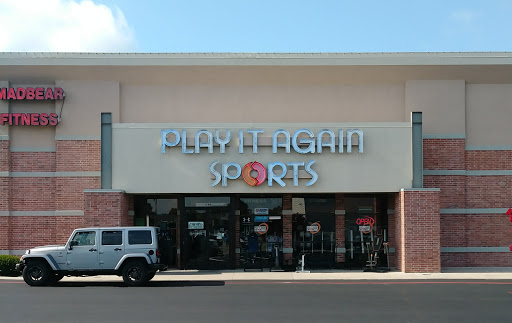 MADBEAR
FITNESS
PLAY IT AGAIN
SPORTS
OPEN